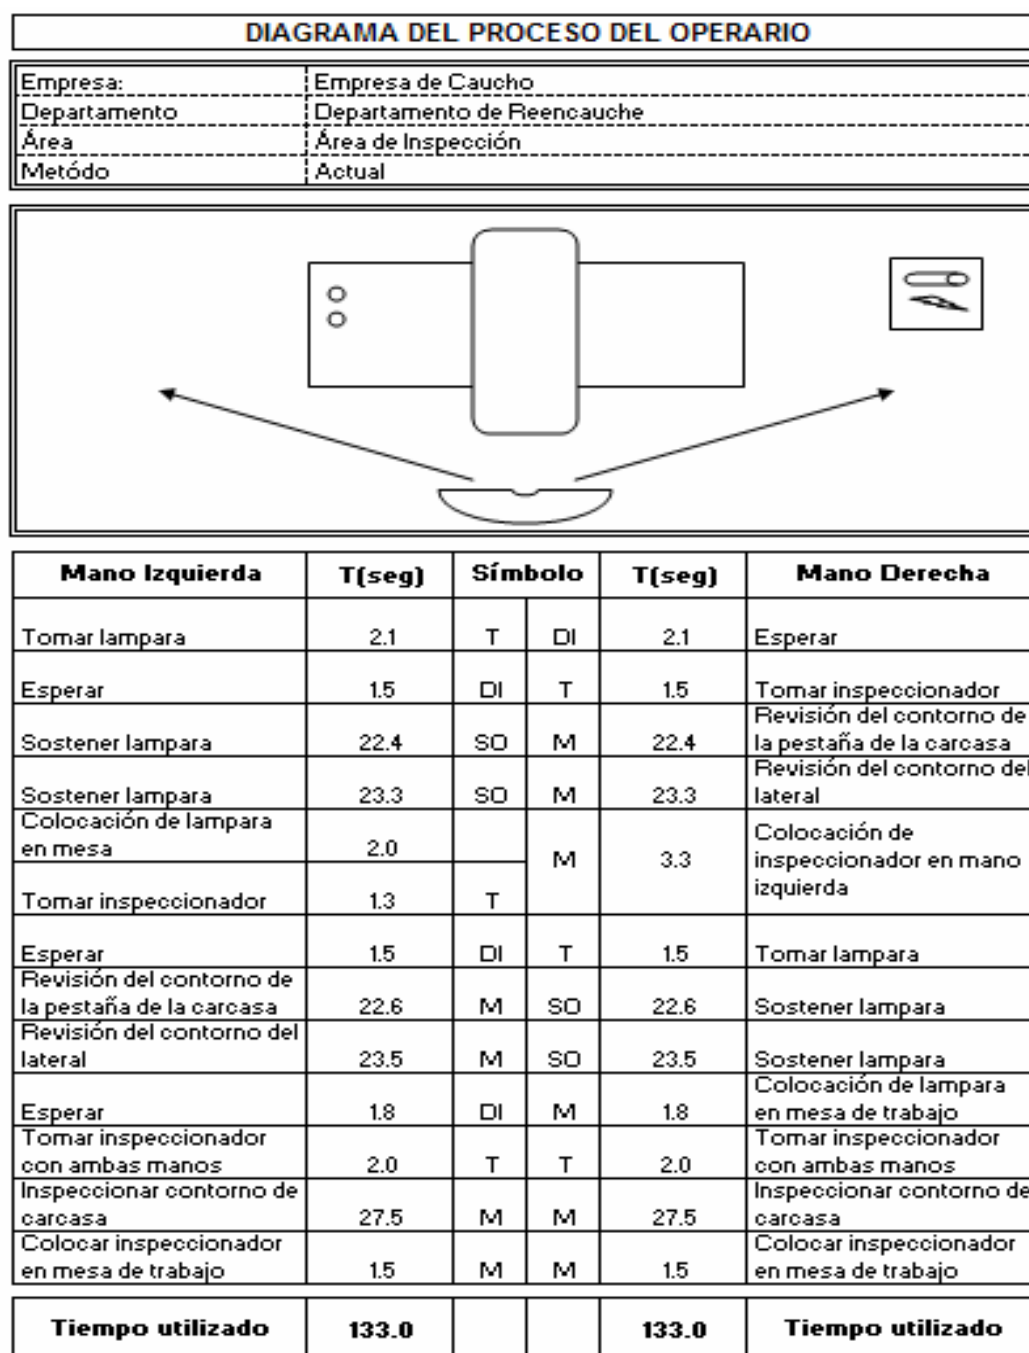 DIAGRAMA DEL PROCESO DEL OPERARIO
Empresa: Empresa de Caucho
Departamento Departamento de Reencauche
Área Área de Inspección
Metódo Actual
Mano Izquierda T(seg) Símbolo T(seg) Mano Derecha
Tomar lampara 2.1 T DI 2.1 Esperar
Esperar 1.5 DI T 1.5 Tomar inspeccionador
Sostener lampara 22.4 SO M 22.4 Revisión del contorno de
la pestaña de la carcasa
Sostener lampara 23.3 SO M 23.3 Revisión del contorno del
lateral
Colocación de lampara
en mesa 2.0
Tomar inspeccionador 1.3 T
M 3.3 Colocación de
inspeccionador en mano
izquierda
Esperar 1.5 DI T 1.5 Tomar lampara
Revisión del contorno de
la pestaña de la carcasa 22.6 M SO 22.6 Sostener lampara
Revisión del contorno del
lateral 23.5 M SO 23.5 Sostener lampara
Esperar 1.8 DI M 1.8 Colocación de lampara
en mesa de trabajo
Tomar inspeccionador
con ambas manos 2.0 T T 2.0 Tomar inspeccionador
con ambas manos
Inspeccionar contorno de
carcasa 27.5 M M 27.5 Inspeccionar contorno de
carcasa
Colocar inspeccionador
en mesa de trabajo 1.5 M M 1.5 Colocar inspeccionador
en mesa de trabajo
Tiempo utilizado 133.0 133.0 Tiempo utilizado